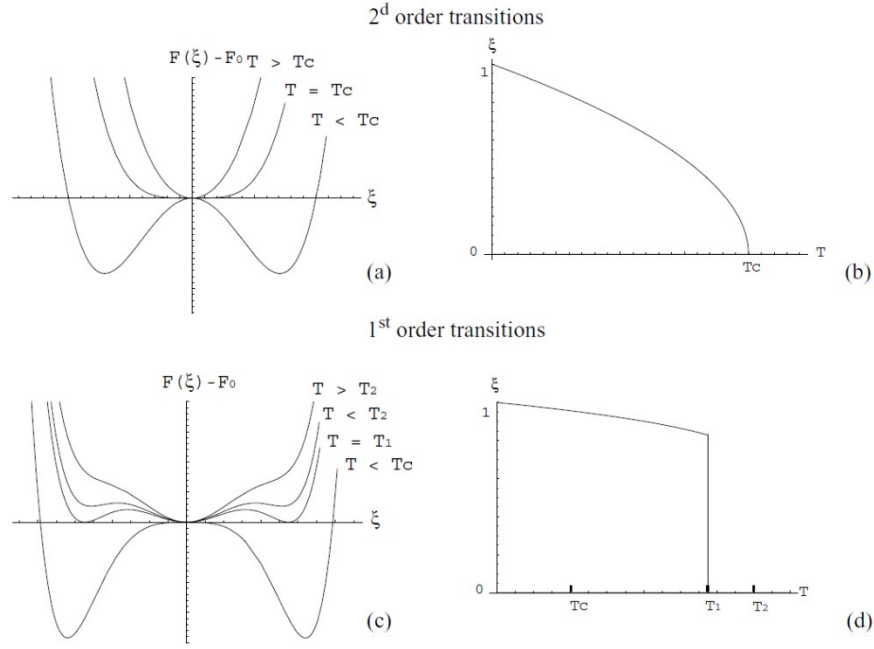 2d order transitions
F(ξ)-F0 T > TC
T = TC
T < TC
ξ
(a)
ξ
1
0
TC
T
(b)
1st order transitions
F(ξ)-F0
T > T2
T < T2
T = T1
T < TC
ξ
(c)
ξ
1
0
TC
T1
T2
T
(d)